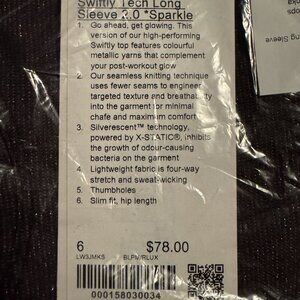 Swiftly Tech Long
Sleeve 2.0 *Sparkle
1. Go ahead, get glowing. This
version of our high-performing
Swiftly top features colourful
metallic yarns that complement
your post-workout glow
2. Our seamless knitting technique
uses fewer seams to engineer
targeted texture and breathability
into the garment for minimal
chafe and maximum comfort
3. Silverescent™ technology,
powered by X-STATIC®, inhibits
the growth of odour-causing
bacteria on the garment
4. Lightweight fabric is four-way
stretch and sweat-wicking
5. Thumbholes
6. Slim fit, hip length
6 $78.00
LW3JMKS BLPM/RLUX
000158030034
ops
Sleeve